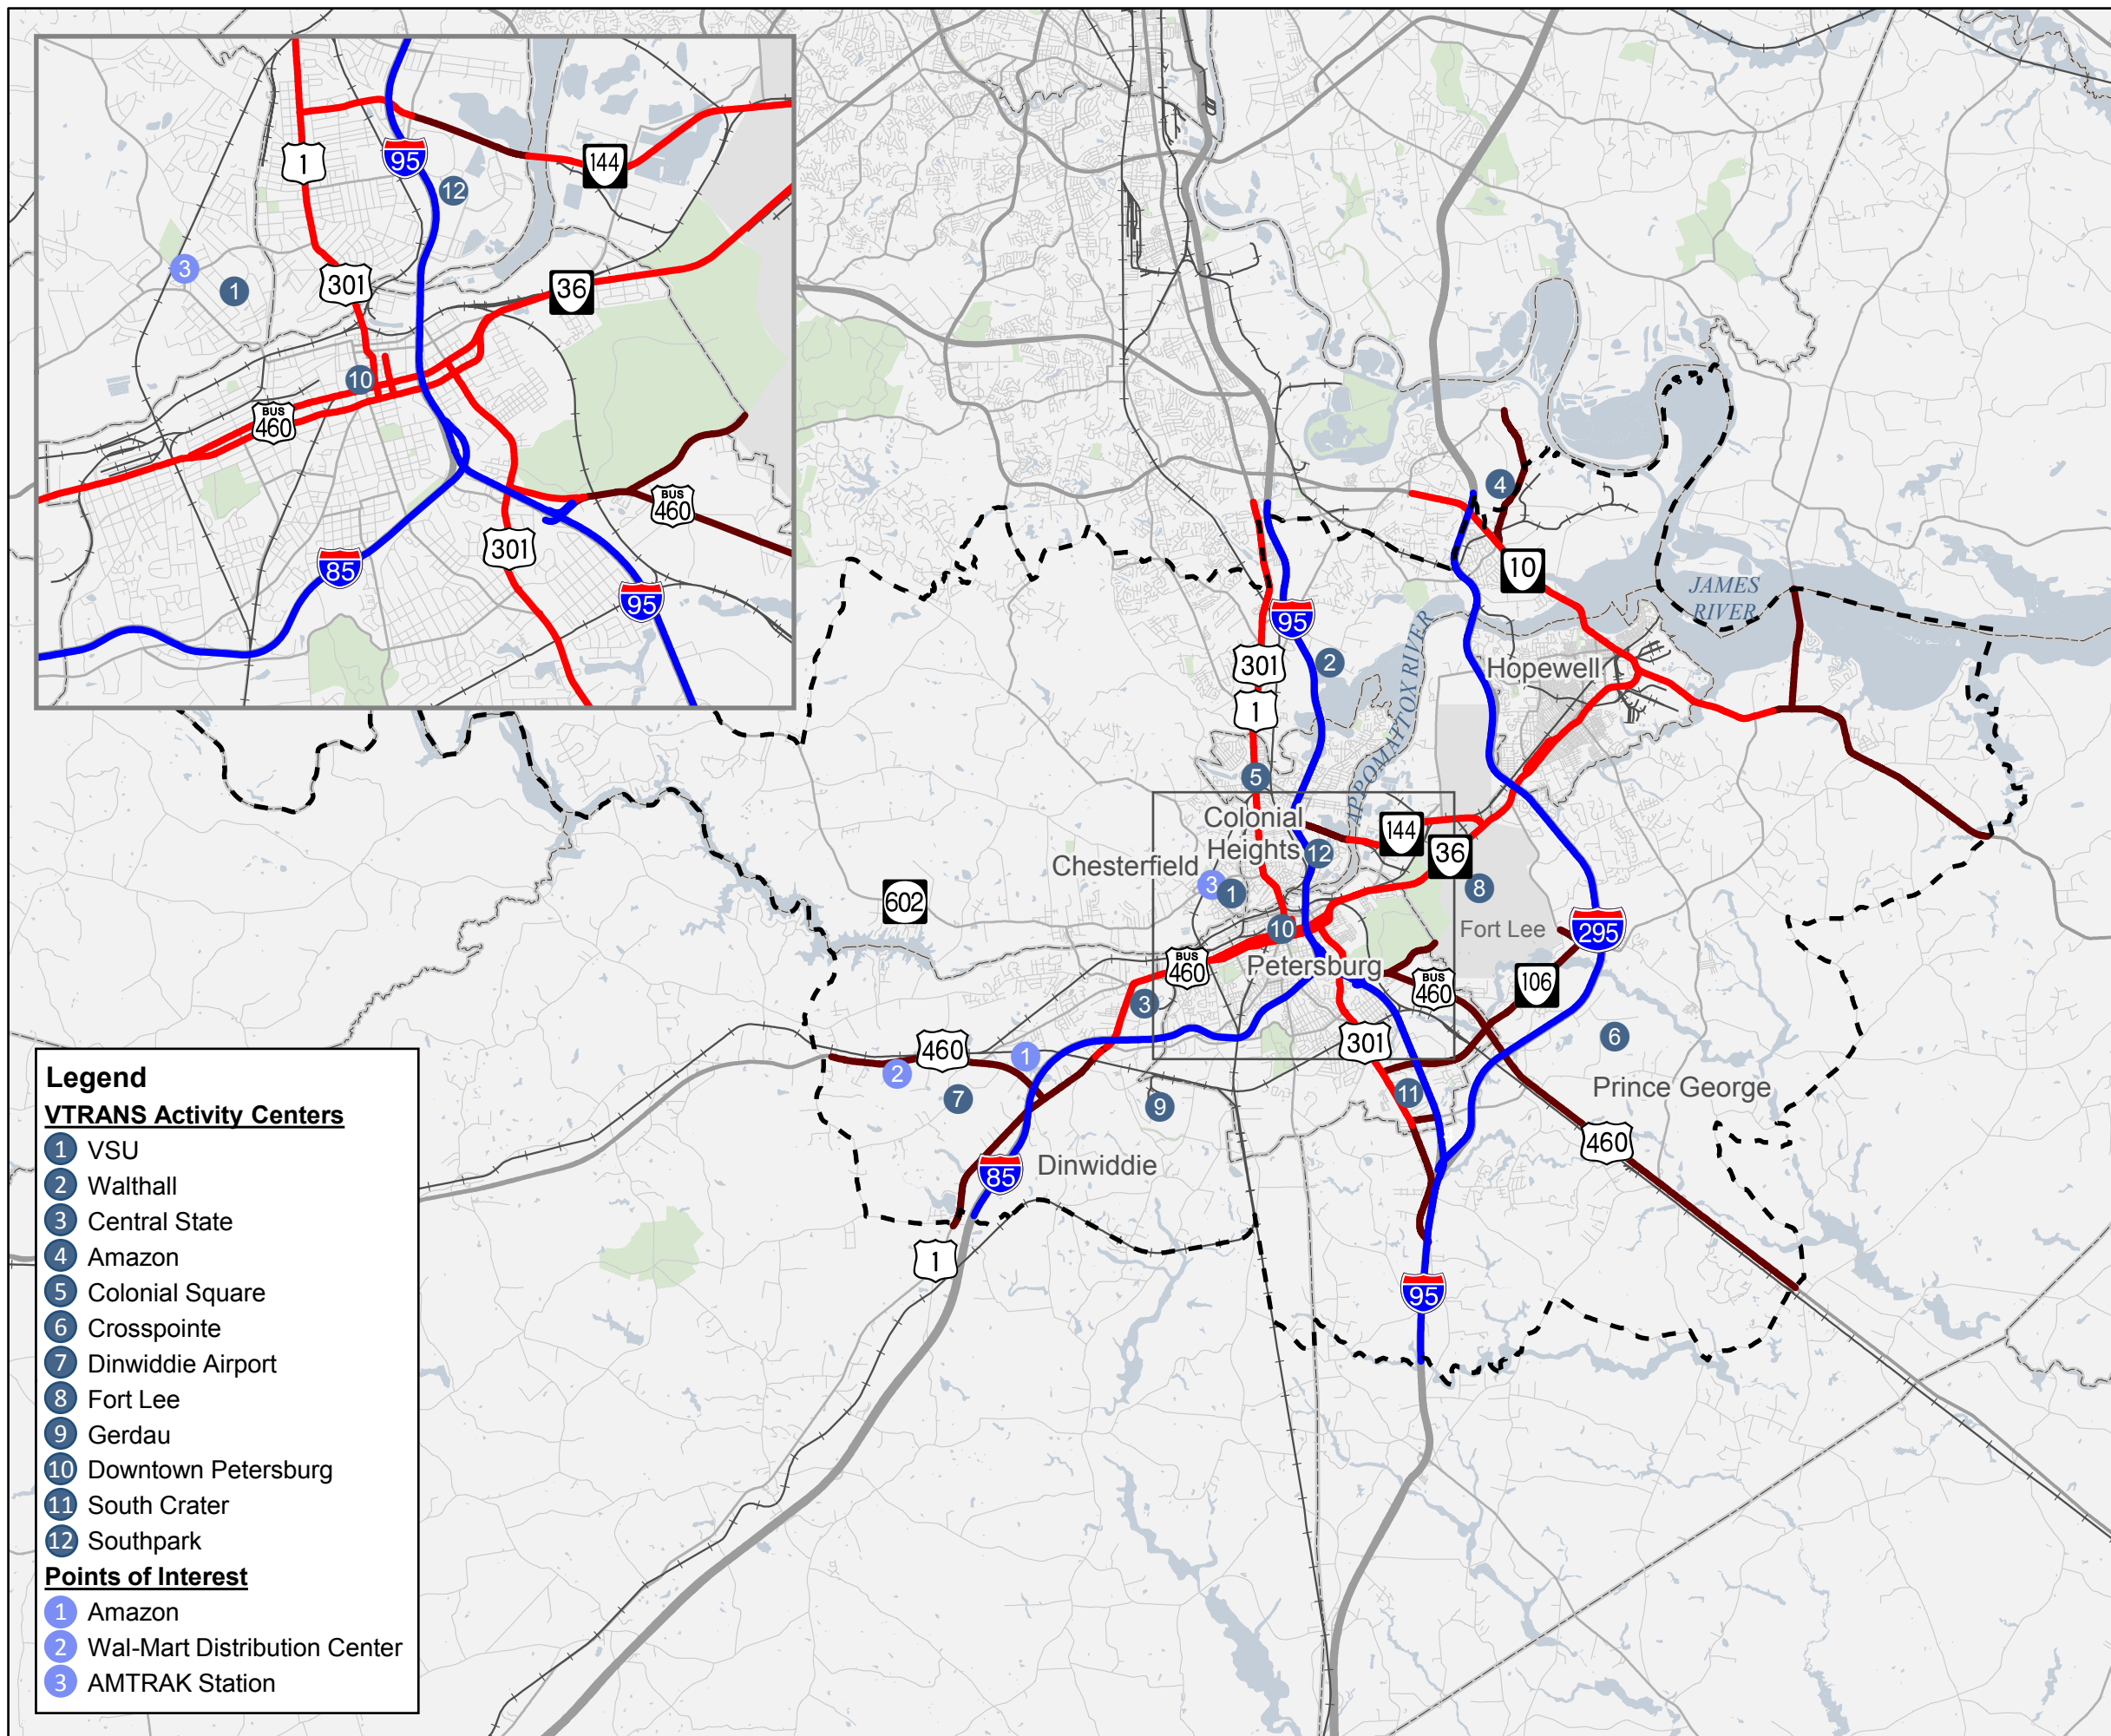 1
95
144
12
3
1
301
36
10
BUS
460
BUS
460
301
85
95
4
10
JAMES
RIVER
95
2
301
APPOMATTOX RIVER
Hopewell
1
5
Colonial
Heights
144
36
12
Chesterfield
3
1
8
602
10
Fort Lee
295
BUS
460
Petersburg
BUS
460
106
3
6
301
460
1
2
7
9
11
Prince George
460
Dinwiddie
85
1
95
Legend
VTRANS Activity Centers
1 VSU
2 Walthall
3 Central State
4 Amazon
5 Colonial Square
6 Crosspointe
7 Dinwiddie Airport
8 Fort Lee
9 Gerdau
10 Downtown Petersburg
11 South Crater
12 Southpark
Points of Interest
1 Amazon
2 Wal-Mart Distribution Center
3 AMTRAK Station